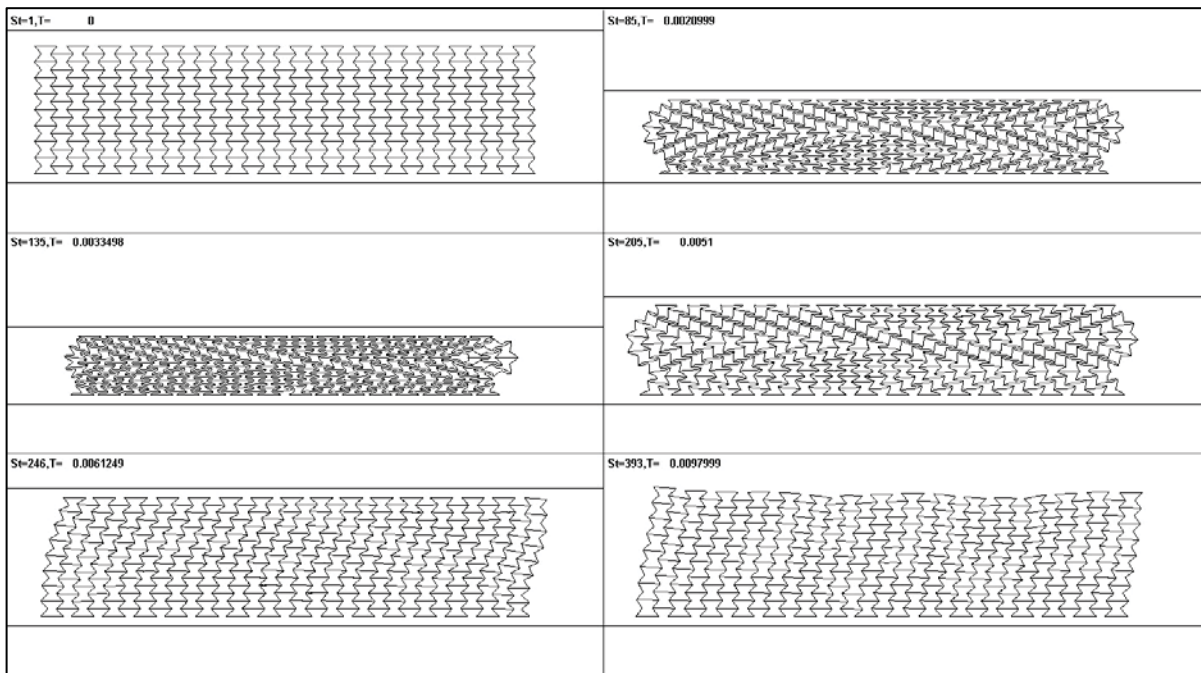 St=1,T=      0
St=85,T=   0.0020999
St=135,T=   0.0033498
St=205,T=     0.0051
St=246,T=   0.0061249
St=393,T=   0.0097999